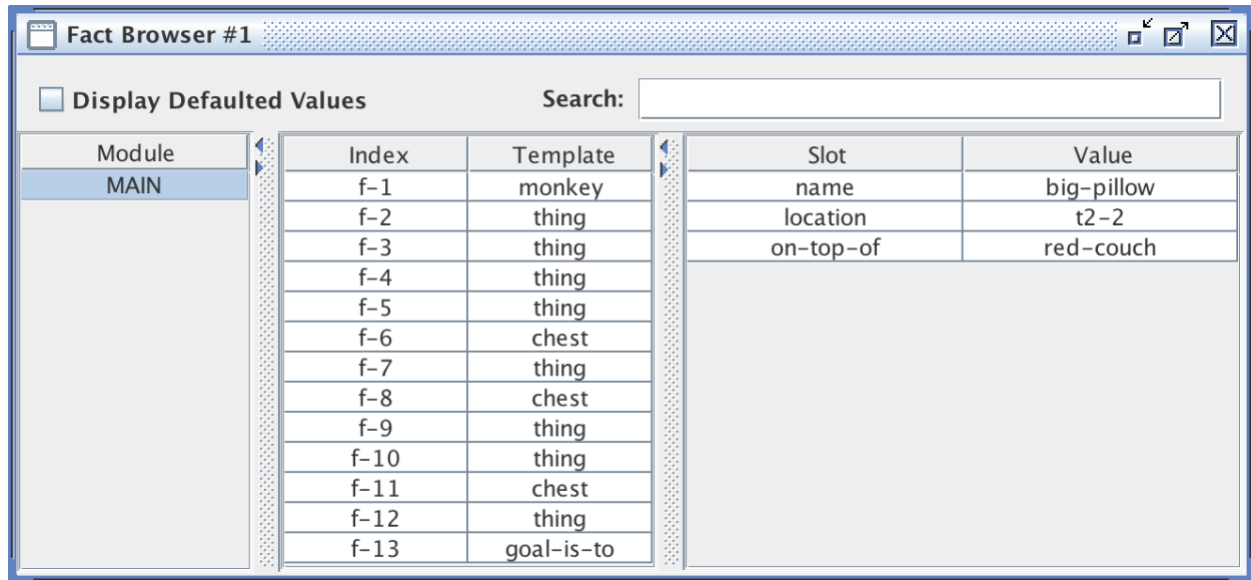 Fact Browser #1
Display Defaulted Values Search:
Module Index Template Slot Value
MAIN f-1 monkey name big-pillow
f-2 thing location t2-2
f-3 thing on-top-of red-couch
f-4 thing
f-5 thing
f-6 chest
f-7 thing
f-8 chest
f-9 thing
f-10 thing
f-11 chest
f-12 thing
f-13 goal-is-to